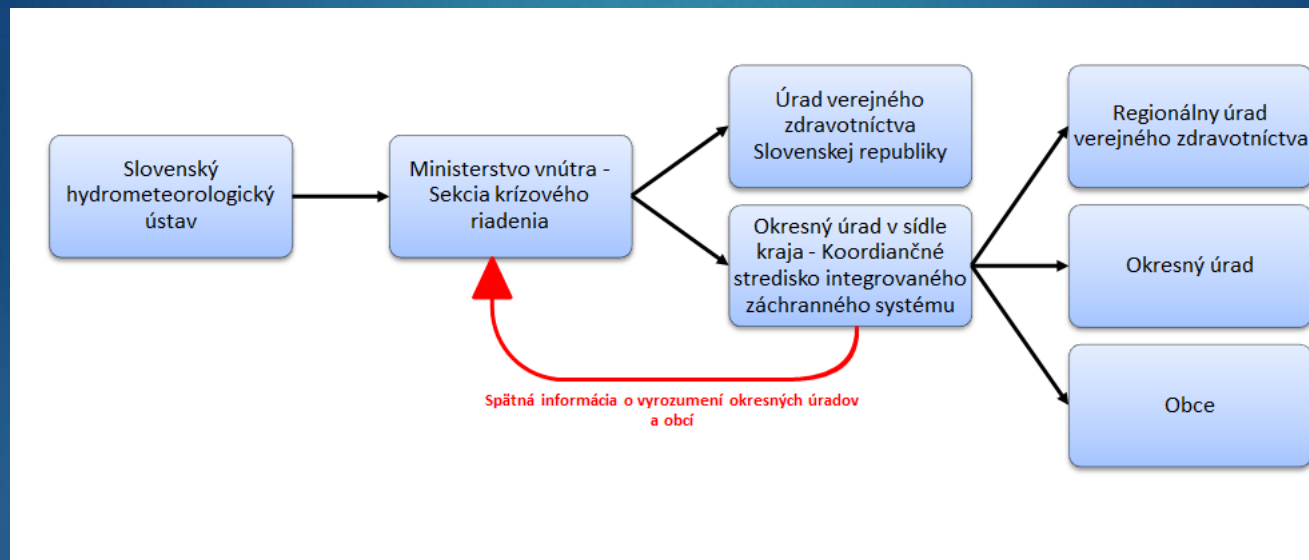 Slovenský
hydrometeorologický
ústav
Ministerstvo vnútra -
Sekcia krízového
riadenia
Úrad verejného
zdravotníctva
Slovenskej republiky
Okresný úrad v sídle
kraja - Koordiančné
stredisko integrovaného
záchranného systému
Regionálny úrad
verejného zdravotníctva
Okresný úrad
Obce
Spätná informácia o vyrozumení okresných úradov
a obcí